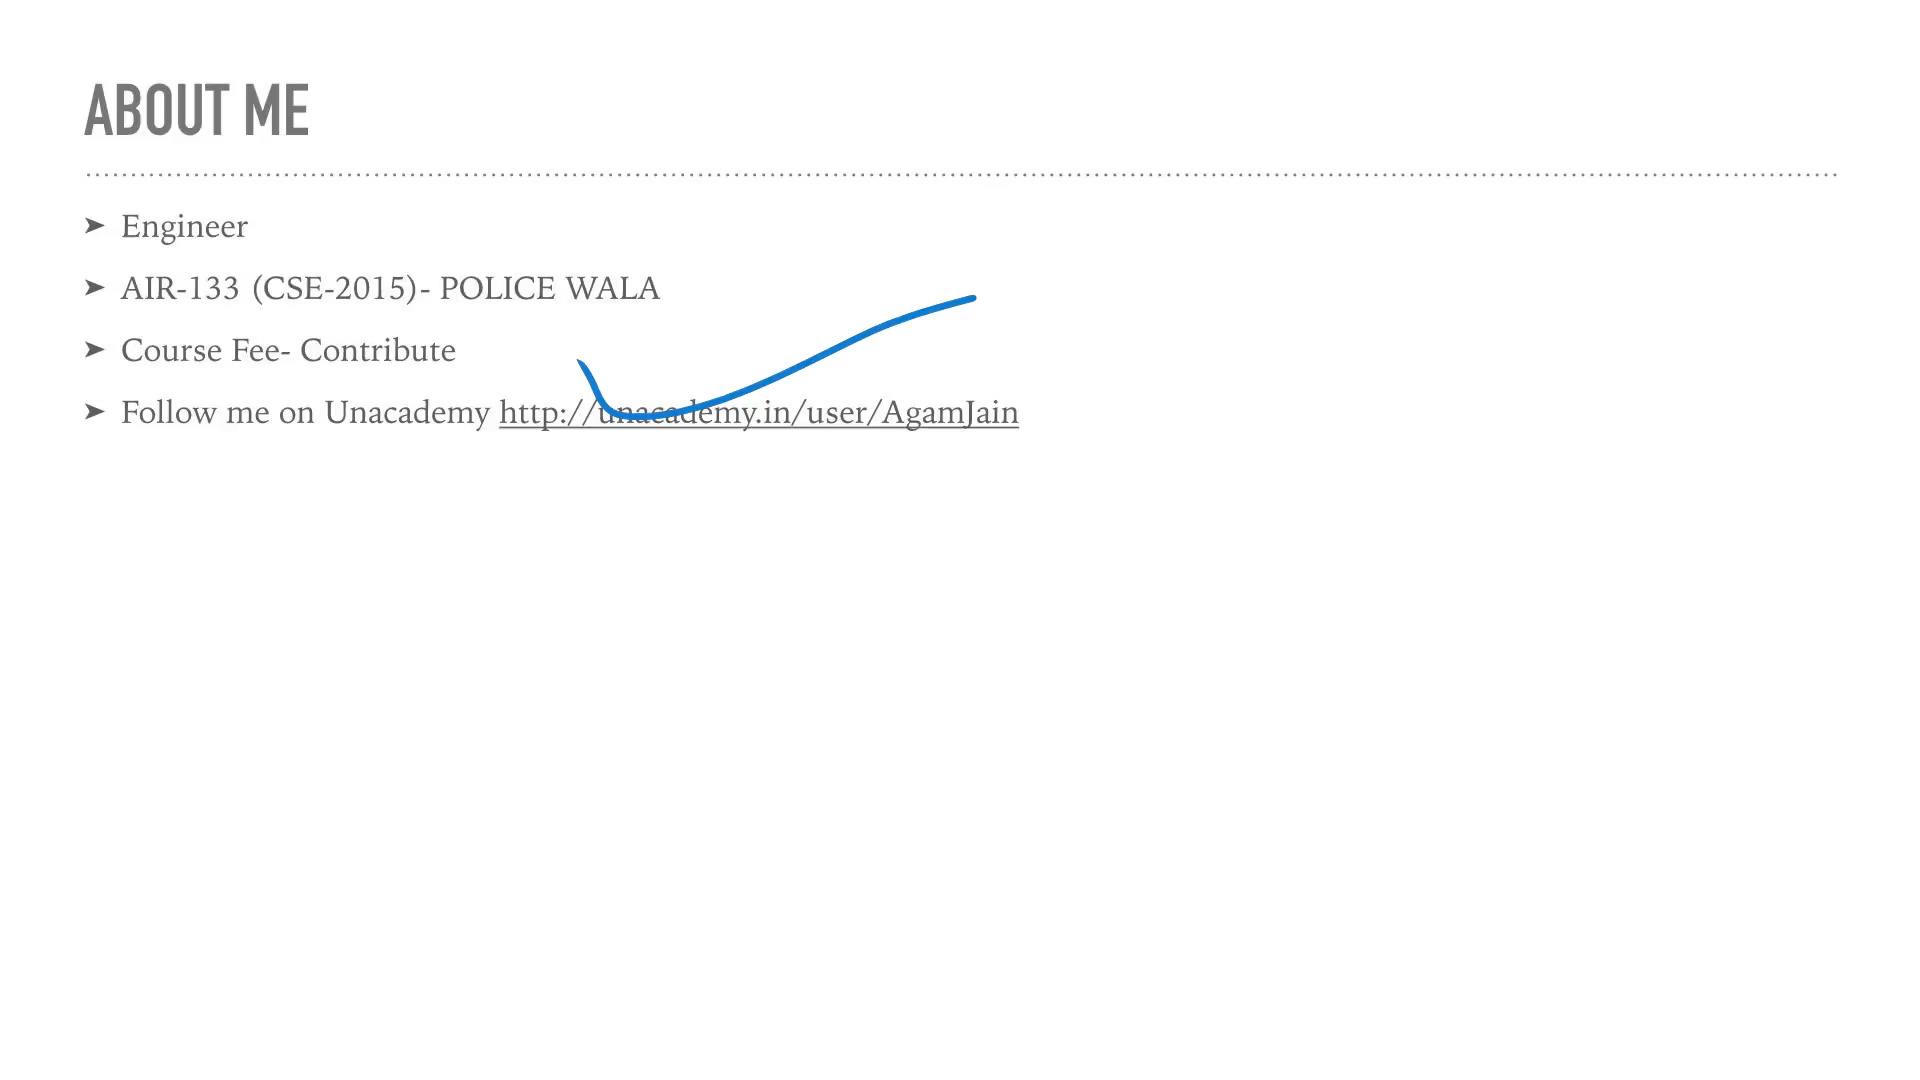 ABOUT ME
➤ Engineer
➤ AIR-133 (CSE-2015)- POLICE WALA
➤ Course Fee- Contribute
➤ Follow me on Unacademy http://unacademy.in/user/AgamJain